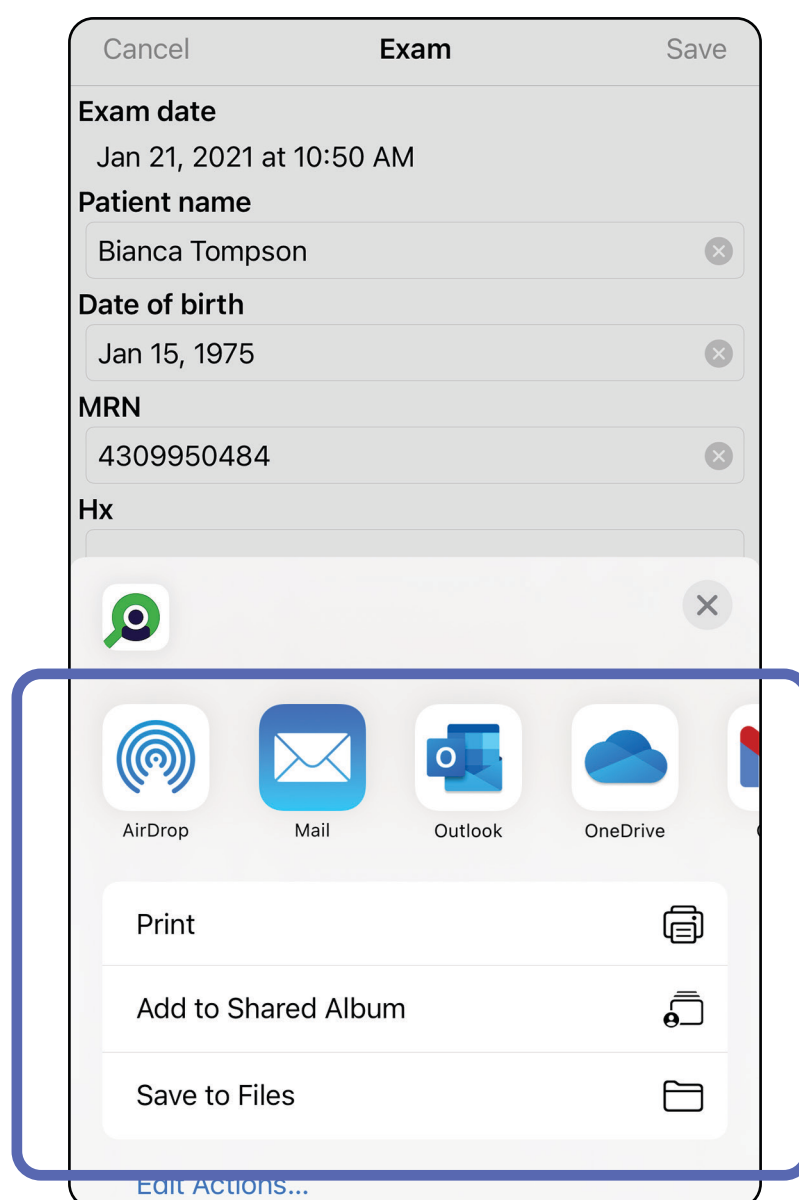 Cancel Exam Save
Exam date
Jan 21, 2021 at 10:50 AM
Patient name
Bianca Tompson
Date of birth
Jan 15, 1975
MRN
4309950484
Hx
AirDrop Mail Outlook OneDrive
Print
Add to Shared Album
Save to Files
Edit Actions...